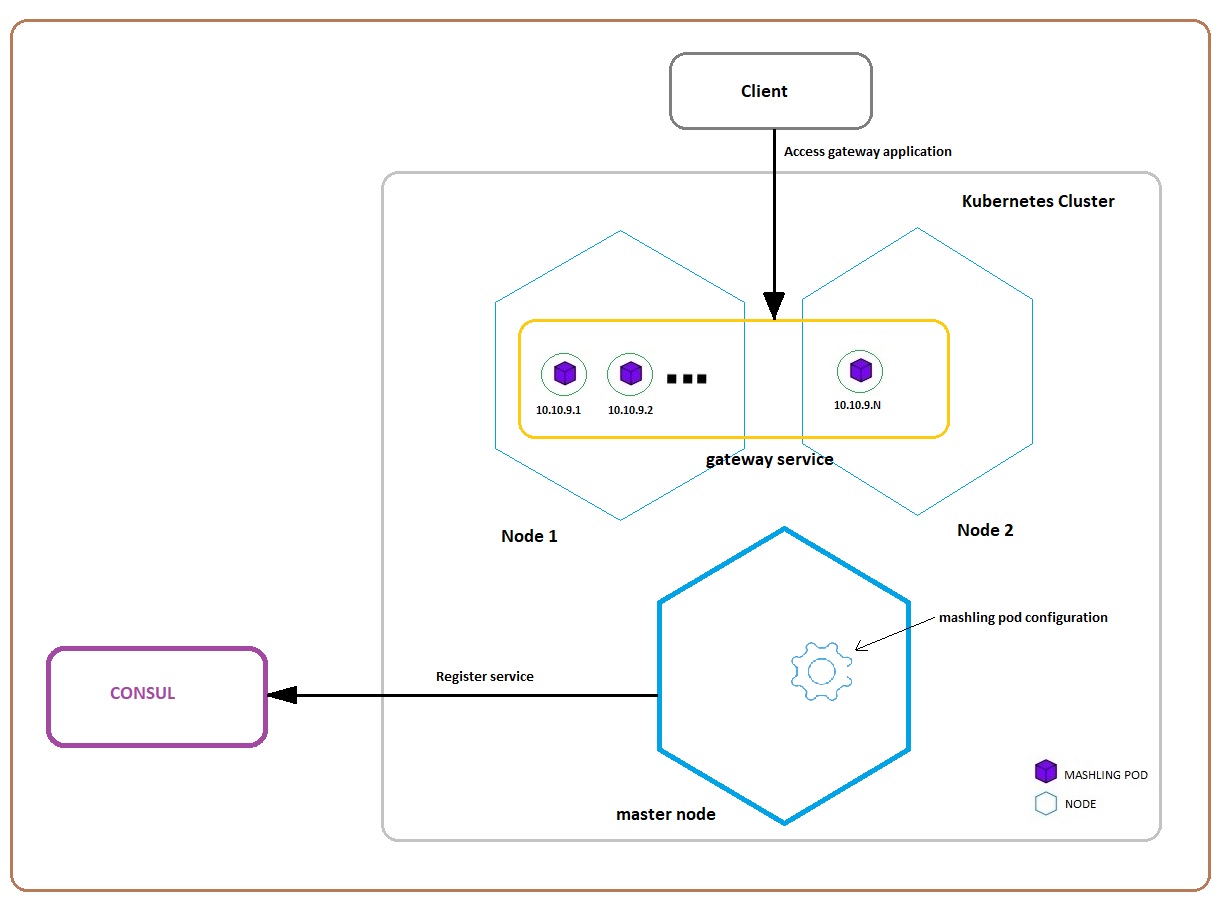 Client
Access gateway application
Kubernetes Cluster
10.10.9.1
10.10.9.2
10.10.9.N
gateway service
Node 1
Node 2
mashling pod configuration
Register service
CONSUL
MASHLING POD
NODE
master node